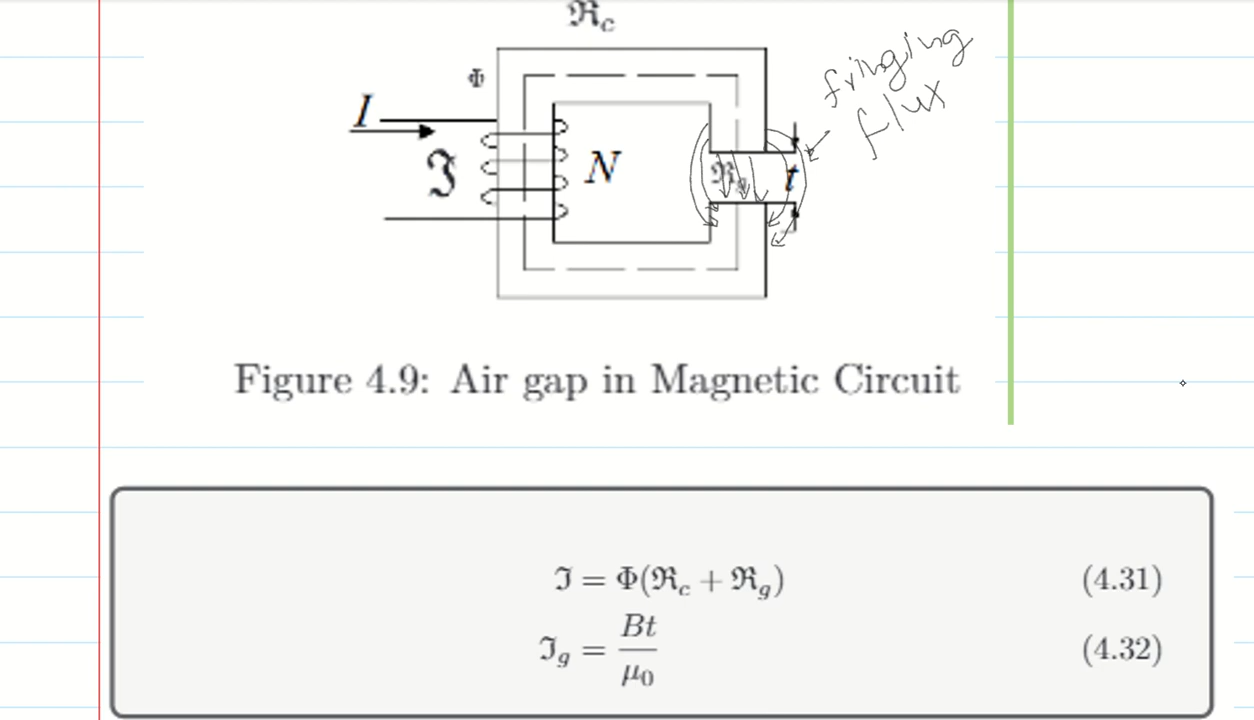 ℜc
Φ
I
ℑ
N
ℜg
t
fringing
flux
Figure 4.9: Air gap in Magnetic Circuit
ℑ = Φ(ℜc + ℜg) (4.31)
ℑg = Bt/μ0 (4.32)